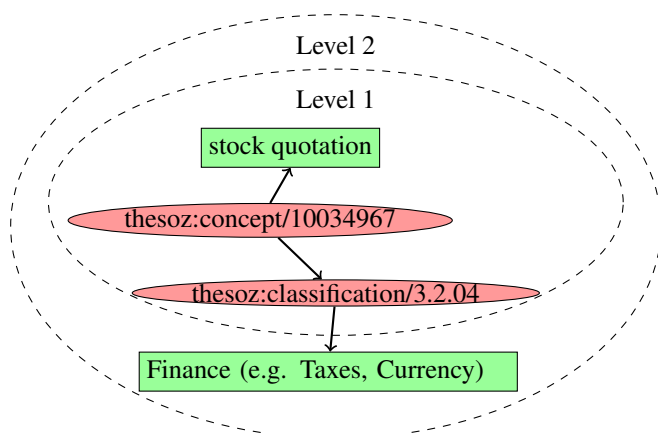 Level 2
Level 1
stock quotation
thesoz:concept/10034967
thesoz:classification/3.2.04
Finance (e.g. Taxes, Currency)